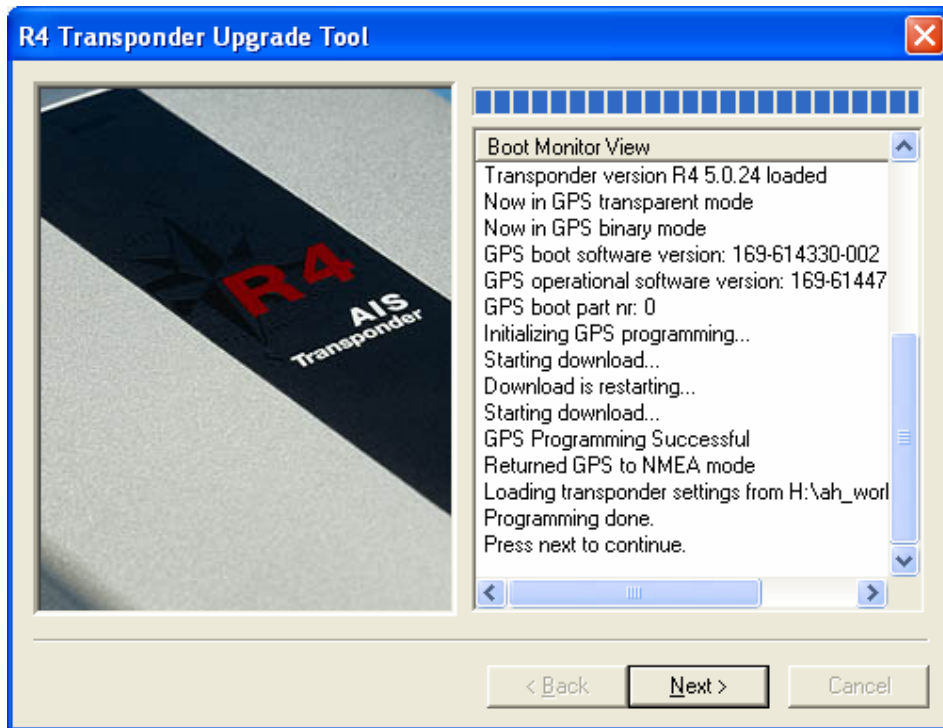 R4 Transponder Upgrade Tool
R4
AIS
Transponder
Boot Monitor View
Transponder version R4 5.0.24 loaded
Now in GPS transparent mode
Now in GPS binary mode
GPS boot software version: 169-614330-002
GPS operational software version: 169-61447
GPS boot part nr: 0
Initializing GPS programming...
Starting download...
Download is restarting...
Starting download...
GPS Programming Successful
Returned GPS to NMEA mode
Loading transponder settings from H:\ah_worl
Programming done.
Press next to continue.
< Back
Next >
Cancel